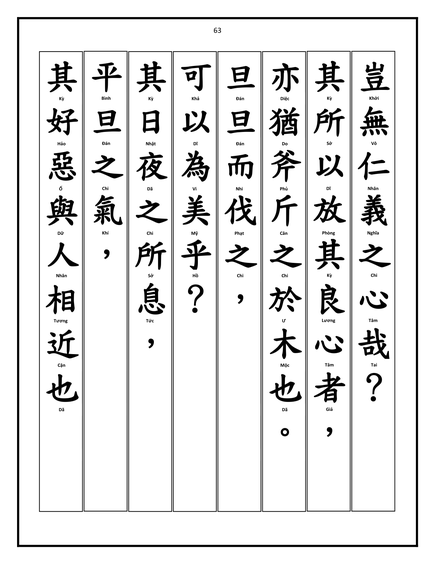 63
豈無仁義之心哉？
Khởi Vô Nhân Nghĩa Chi Tâm Tai
其所以放其良心者，
Kỳ Sở Dĩ Phóng Kỳ Lương Tâm Giả
亦猶斧斤之於木也。
Diệc Do Phủ Cân Chi Ư Mộc Dã
旦旦而伐之，
Đán Đán Nhi Phạt Chi
可以為美乎？
Khả Dĩ Vi Mỹ Hồ
其日夜之所息，
Kỳ Nhật Dã Chi Sở Tức
平旦之氣，
Bình Đán Chi Khí
其好惡與人相近也
Kỳ Hảo Ố Dữ Nhân Tương Cận Dã